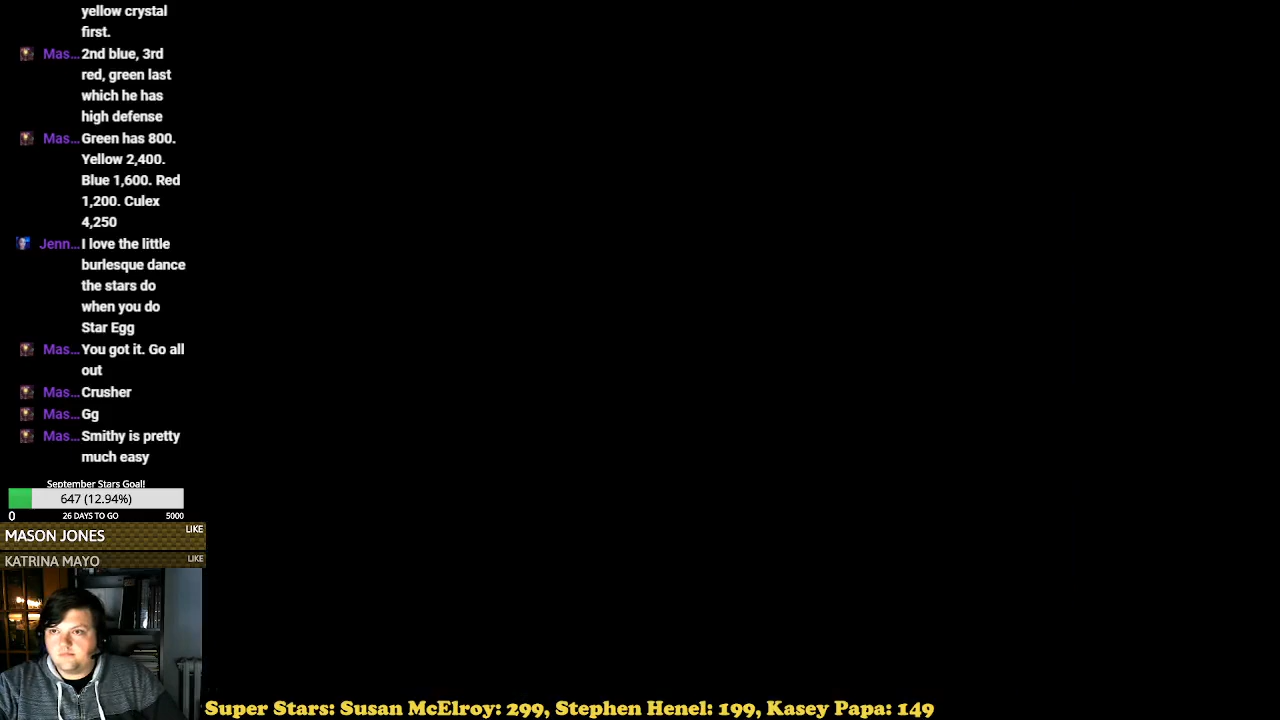 yellow crystal
first.
Mas... 2nd blue, 3rd
red, green last
which he has
high defense
Mas... Green has 800.
Yellow 2,400.
Blue 1,600. Red
1,200. Culex
4,250
Jenn... I love the little
burlesque dance
the stars do
when you do
Star Egg
Mas... You got it. Go all
out
Mas... Crusher
Mas... Gg
Mas... Smithy is pretty
much easy
September Stars Goal!
647 (12.94%)
0 26 DAYS TO GO 5000
MASON JONES LIKE
KATRINA MAYO LIKE
Super Stars: Susan McElroy: 299, Stephen Henel: 199, Kasey Papa: 149